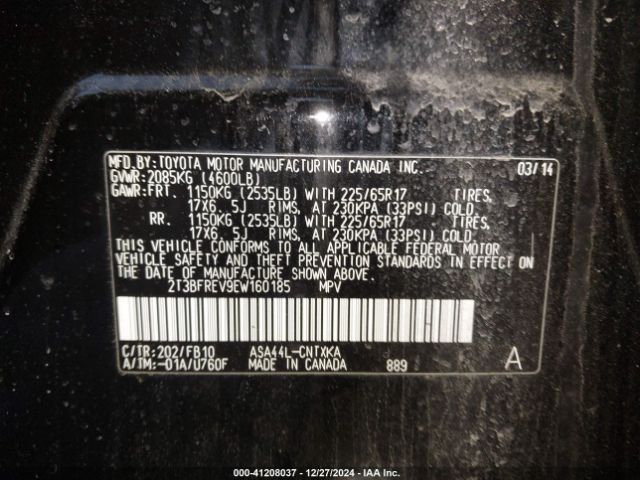 MFD.BY:TOYOTA MOTOR MANUFACTURING CANADA INC. 03/14
GVWR:2085KG (4600LB)
GAWR:FRT. 1150KG (2535LB) WITH 225/65R17 TIRES,
17X6. 5J RIMS, AT 230KPA (33PSI) COLD.
RR. 1150KG (2535LB) WITH 225/65R17 TIRES,
17X6. 5J RIMS, AT 230KPA (33PSI) COLD.
THIS VEHICLE CONFORMS TO ALL APPLICABLE FEDERAL MOTOR
VEHICLE SAFETY AND THEFT PREVENTION STANDARDS IN EFFECT ON
THE DATE OF MANUFACTURE SHOWN ABOVE.
2T3BFREV9EW160185 MPV
C/TR:202/FB10 ASA44L-CNTXKA
A/TM:-01A/U760F MADE IN CANADA 889 A
000-41208037 - 12/27/2024 - IAA Inc.